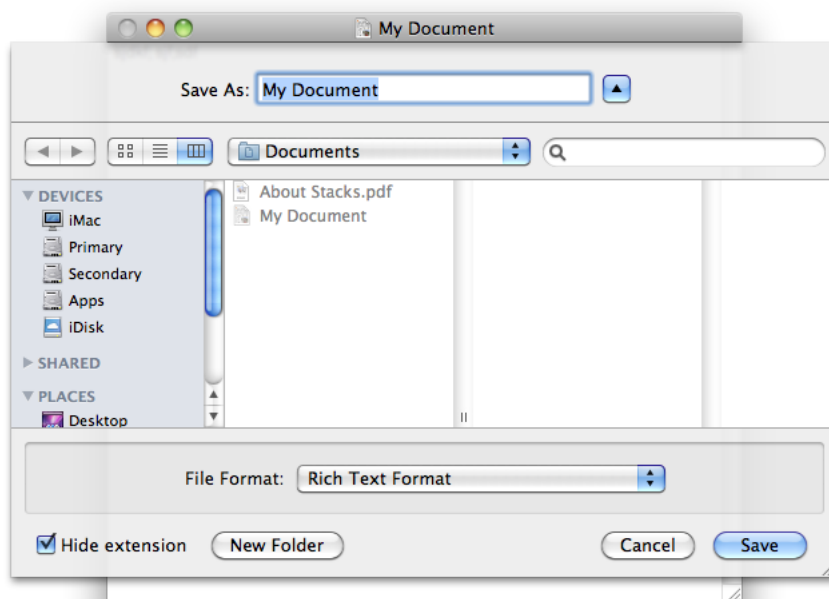 My Document
Save As: My Document
Documents
DEVICES
iMac
Primary
Secondary
Apps
iDisk
SHARED
PLACES
Desktop
About Stacks.pdf
My Document
File Format: Rich Text Format
Hide extension New Folder Cancel Save